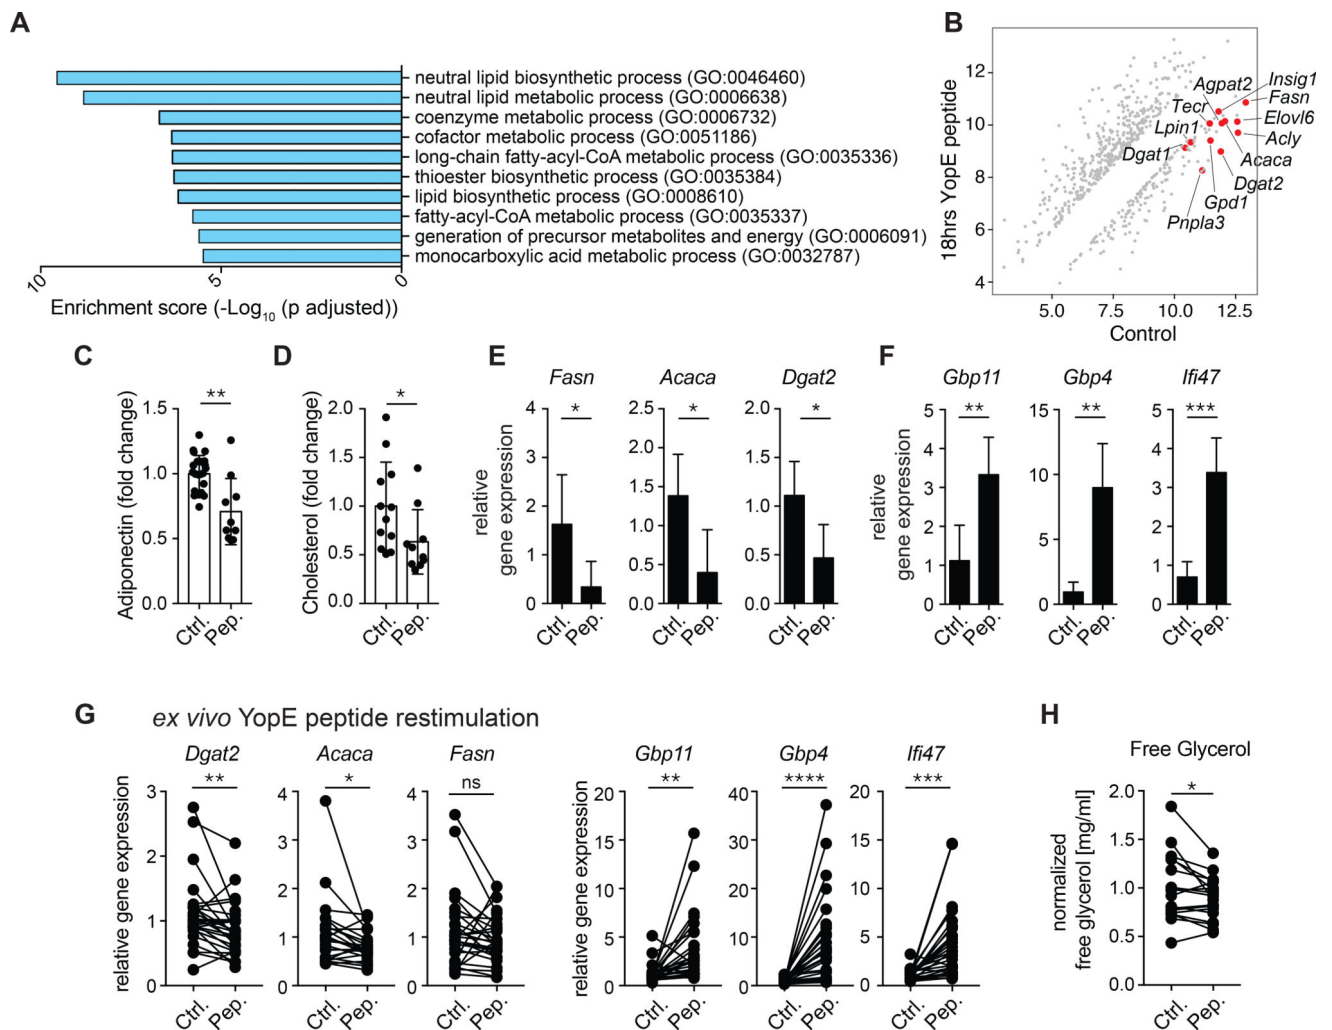 A
neutral lipid biosynthetic process (GO:0046460)
neutral lipid metabolic process (GO:0006638)
coenzyme metabolic process (GO:0006732)
cofactor metabolic process (GO:0051186)
long-chain fatty-acyl-CoA metabolic process (GO:0035336)
thioester biosynthetic process (GO:0035384)
lipid biosynthetic process (GO:0008610)
fatty-acyl-CoA metabolic process (GO:0035337)
generation of precursor metabolites and energy (GO:0006091)
monocarboxylic acid metabolic process (GO:0032787)
10 5 0
Enrichment score (-Log10 (p adjusted))
B
18hrs YopE peptide
12
10
8
6
4
Agpat2 Insig1
Tecr Fasn
Lpin1 Elovl6
Dgat1 Acly
Acaca
Dgat2
Gpd1
Pnpla3
5.0 7.5 10.0 12.5
Control
C
**
Adiponectin (fold change)
1.5
1.0
0.5
0.0
Ctrl. Pep.
D
*
Cholesterol (fold change)
2.0
1.5
1.0
0.5
0.0
Ctrl. Pep.
E
relative
gene expression
Fasn
*
4
3
2
1
0
Ctrl. Pep.
Acaca
*
2.5
2.0
1.5
1.0
0.5
0.0
Ctrl. Pep.
Dgat2
*
2.0
1.5
1.0
0.5
0.0
Ctrl. Pep.
F
relative
gene expression
Gbp11
**
5
4
3
2
1
0
Ctrl. Pep.
Gbp4
**
15
10
5
0
Ctrl. Pep.
Ifi47
***
5
4
3
2
1
0
Ctrl. Pep.
G
ex vivo YopE peptide restimulation
relative gene expression
Dgat2
**
3
2
1
0
Ctrl. Pep.
Acaca
*
4
3
2
1
0
Ctrl. Pep.
Fasn
ns
4
3
2
1
0
Ctrl. Pep.
relative gene expression
Gbp11
**
20
15
10
5
0
Ctrl. Pep.
Gbp4
****
40
30
20
10
0
Ctrl. Pep.
Ifi47
***
20
15
10
5
0
Ctrl. Pep.
H
Free Glycerol
*
normalized
free glycerol [mg/ml]
2.0
1.5
1.0
0.5
0.0
Ctrl. Pep.